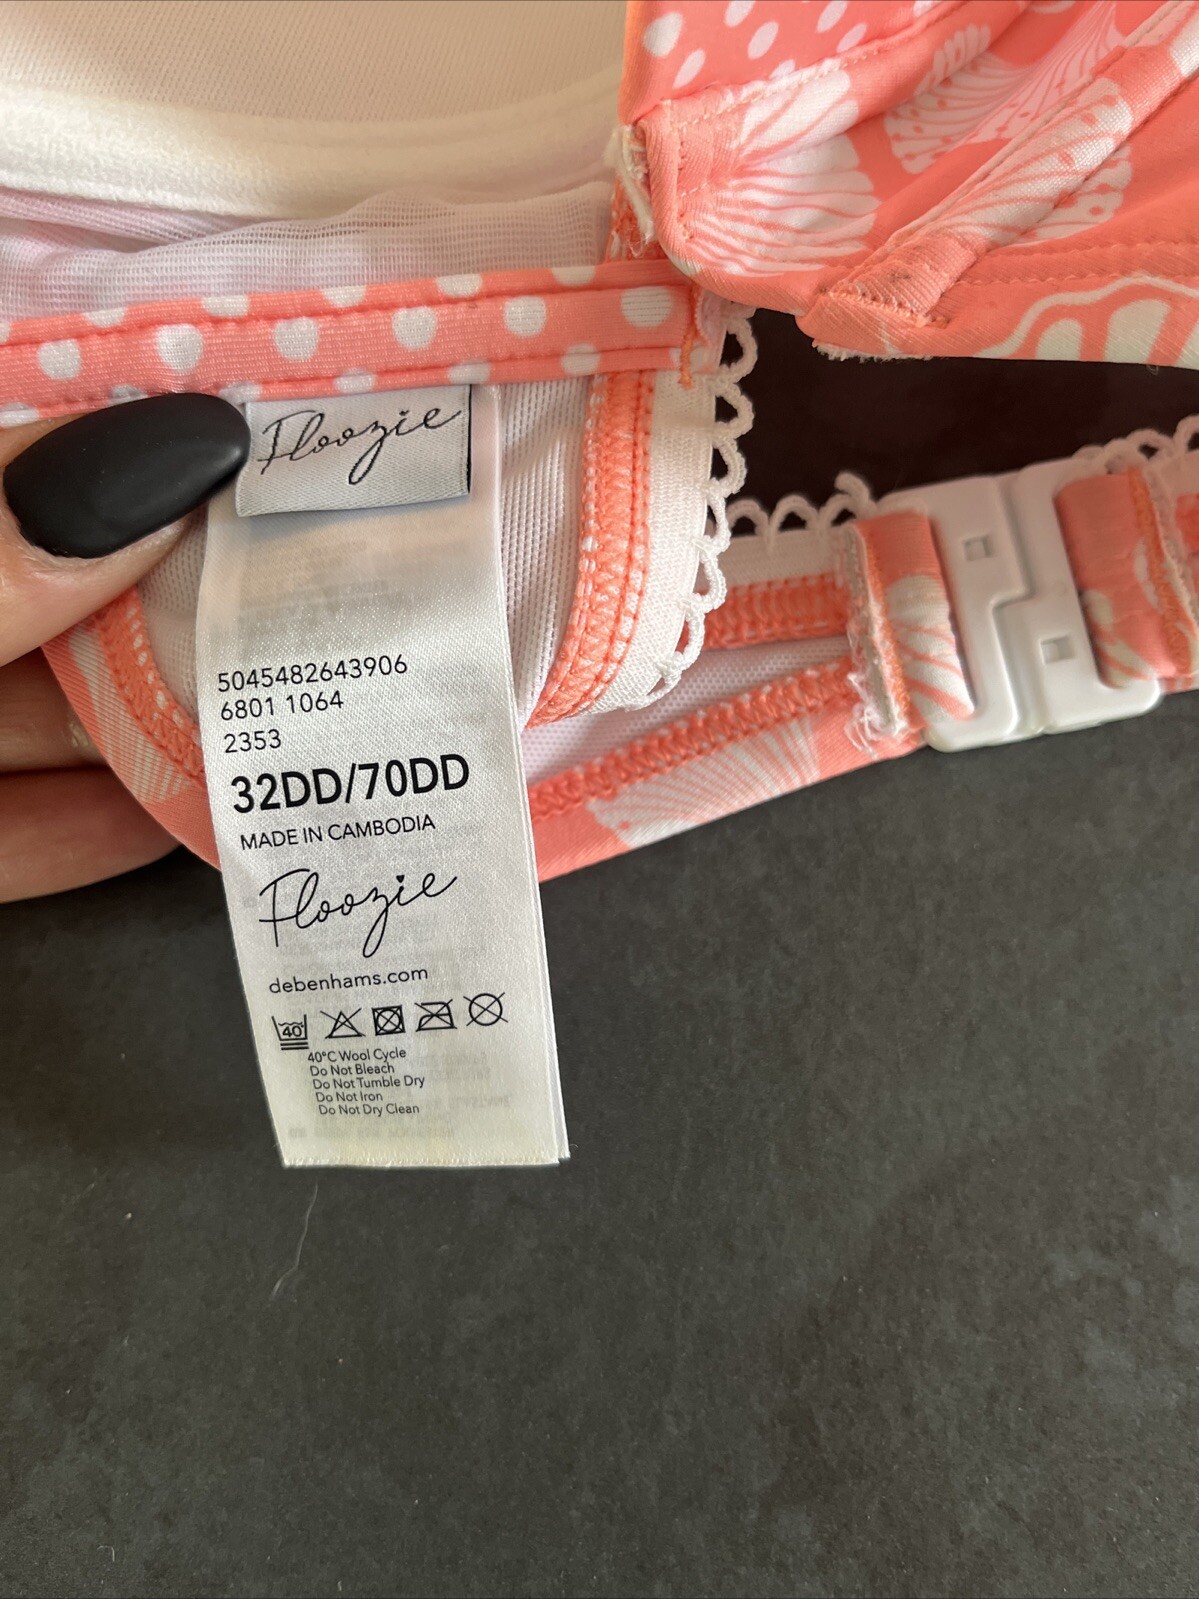 Floozie
5045482643906
6801 1064
2353
32DD/70DD
MADE IN CAMBODIA
Floozie
debenhams.com
40
40°C Wool Cycle
Do Not Bleach
Do Not Tumble Dry
Do Not Iron
Do Not Dry Clean